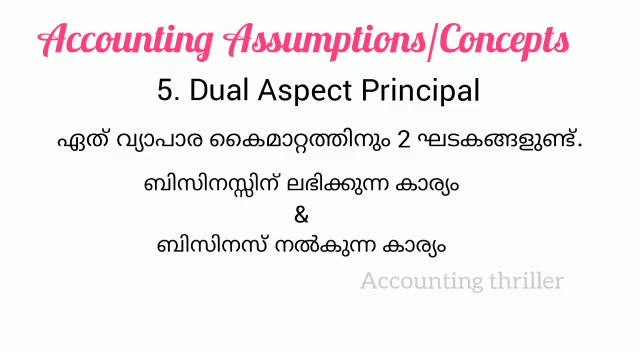 Accounting Assumptions/Concepts
5. Dual Aspect Principal
ഏത് വ്യാപാര കൈമാറ്റത്തിനും 2 ഘടകങ്ങളുണ്ട്.
ബിസിനസ്സിന് ലഭിക്കുന്ന കാര്യം
&
ബിസിനസ് നൽകുന്ന കാര്യം
Accounting thriller